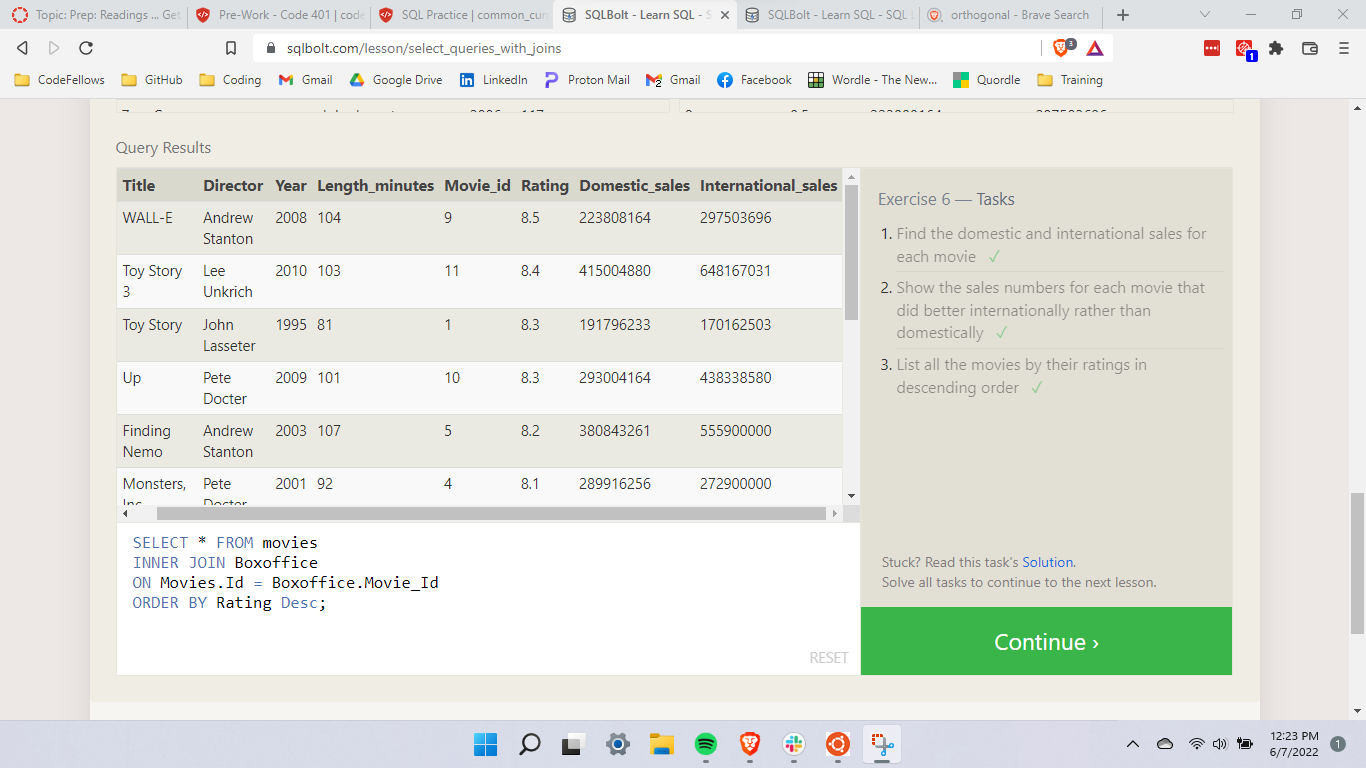 Topic: Prep: Readings ... Get
Pre-Work - Code 401 | code
SQL Practice | common_cur
SQLBolt - Learn SQL - S
SQLBolt - Learn SQL - SQL
orthogonal - Brave Search
sqlbolt.com/lesson/select_queries_with_joins
3
1
CodeFellows
GitHub
Coding
Gmail
Google Drive
LinkedIn
Proton Mail
2
Gmail
Facebook
Wordle - The New...
Quordle
Training
Query Results
Title Director Year Length_minutes Movie_id Rating Domestic_sales International_sales
WALL-E Andrew 2008 104 9 8.5 223808164 297503696
Stanton
Toy Story Lee 2010 103 11 8.4 415004880 648167031
3 Unkrich
Toy Story John 1995 81 1 8.3 191796233 170162503
Lasseter
Up Pete 2009 101 10 8.3 293004164 438338580
Docter
Finding Andrew 2003 107 5 8.2 380843261 555900000
Nemo Stanton
Monsters, Pete 2001 92 4 8.1 289916256 272900000
Inc. Docter
SELECT * FROM movies
INNER JOIN Boxoffice
ON Movies.Id = Boxoffice.Movie_Id
ORDER BY Rating Desc;
RESET
Exercise 6 — Tasks
1. Find the domestic and international sales for
each movie ✓
2. Show the sales numbers for each movie that
did better internationally rather than
domestically ✓
3. List all the movies by their ratings in
descending order ✓
Stuck? Read this task's Solution.
Solve all tasks to continue to the next lesson.
Continue ›
12:23 PM
6/7/2022
1